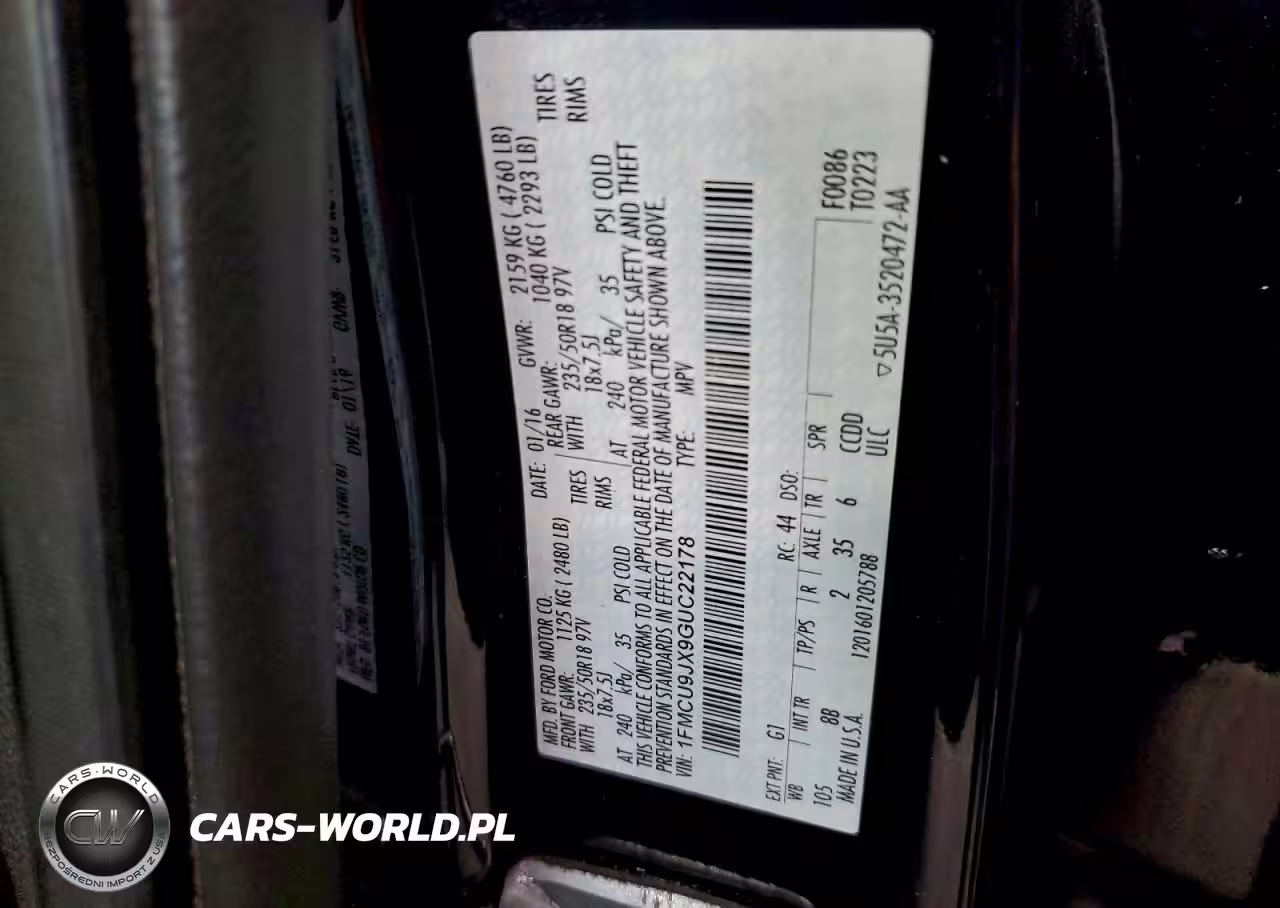 MFD. BY FORD MOTOR CO.
DATE: 01/16 GVWR: 2159 KG ( 4760 LB)
FRONT GAWR: 1125 KG ( 2480 LB) REAR GAWR: 1040 KG ( 2293 LB)
WITH 235/50R18 97V TIRES WITH 235/50R18 97V TIRES
18x7.5J RIMS 18x7.5J RIMS
AT 240 kPa/ 35 PSI COLD AT 240 kPa/ 35 PSI COLD
THIS VEHICLE CONFORMS TO ALL APPLICABLE FEDERAL MOTOR VEHICLE SAFETY AND THEFT
PREVENTION STANDARDS IN EFFECT ON THE DATE OF MANUFACTURE SHOWN ABOVE.
VIN: 1FMCU9JX9GUC22178 TYPE: MPV
EXT PNT: G1 RC: 44 DSO: F0086
WB INT TR TP/PS R AXLE TR SPR T0223
105 8B 2 35 6 CCDD
MADE IN U.S.A. 120160120578B ULC ▽5U5A-3520472-AA
CARS-WORLD
CW
BEZPOŚREDNI IMPORT Z USA
CARS-WORLD.PL